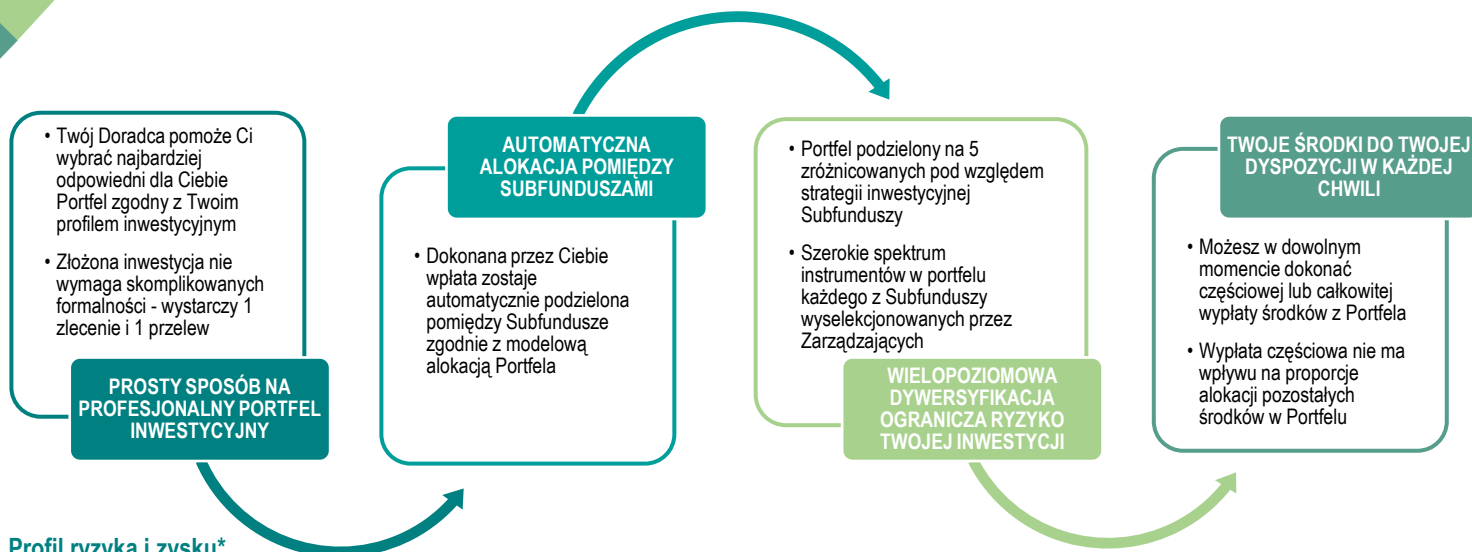 • Twój Doradca pomoże Ci
wybrać najbardziej
odpowiedni dla Ciebie
Portfel zgodny z Twoim
profilem inwestycyjnym
• Złożona inwestycja nie
wymaga skomplikowanych
formalności - wystarczy 1
zlecenie i 1 przelew
PROSTY SPOSÓB NA
PROFESJONALNY PORTFEL
INWESTYCYJNY
AUTOMATYCZNA
ALOKACJA POMIĘDZY
SUBFUNDUSZAMI
• Dokonana przez Ciebie
wpłata zostaje
automatycznie podzielona
pomiędzy Subfundusze
zgodnie z modelową
alokacją Portfela
• Portfel podzielony na 5
zróżnicowanych pod względem
strategii inwestycyjnej
Subfunduszy
• Szerokie spektrum
instrumentów w portfelu
każdego z Subfunduszy
wyselekcjonowanych przez
Zarządzających
WIELOPOZIOMOWA
DYWERSYFIKACJA
OGRANICZA RYZYKO
TWOJEJ INWESTYCJI
TWOJE ŚRODKI DO TWOJEJ
DYSPOZYCJI W KAŻDEJ
CHWILI
• Możesz w dowolnym
momencie dokonać
częściowej lub całkowitej
wypłaty środków z Portfela
• Wypłata częściowa nie ma
wpływu na proporcje
alokacji pozostałych
środków w Portfelu
Profil ryzyka i zysku*